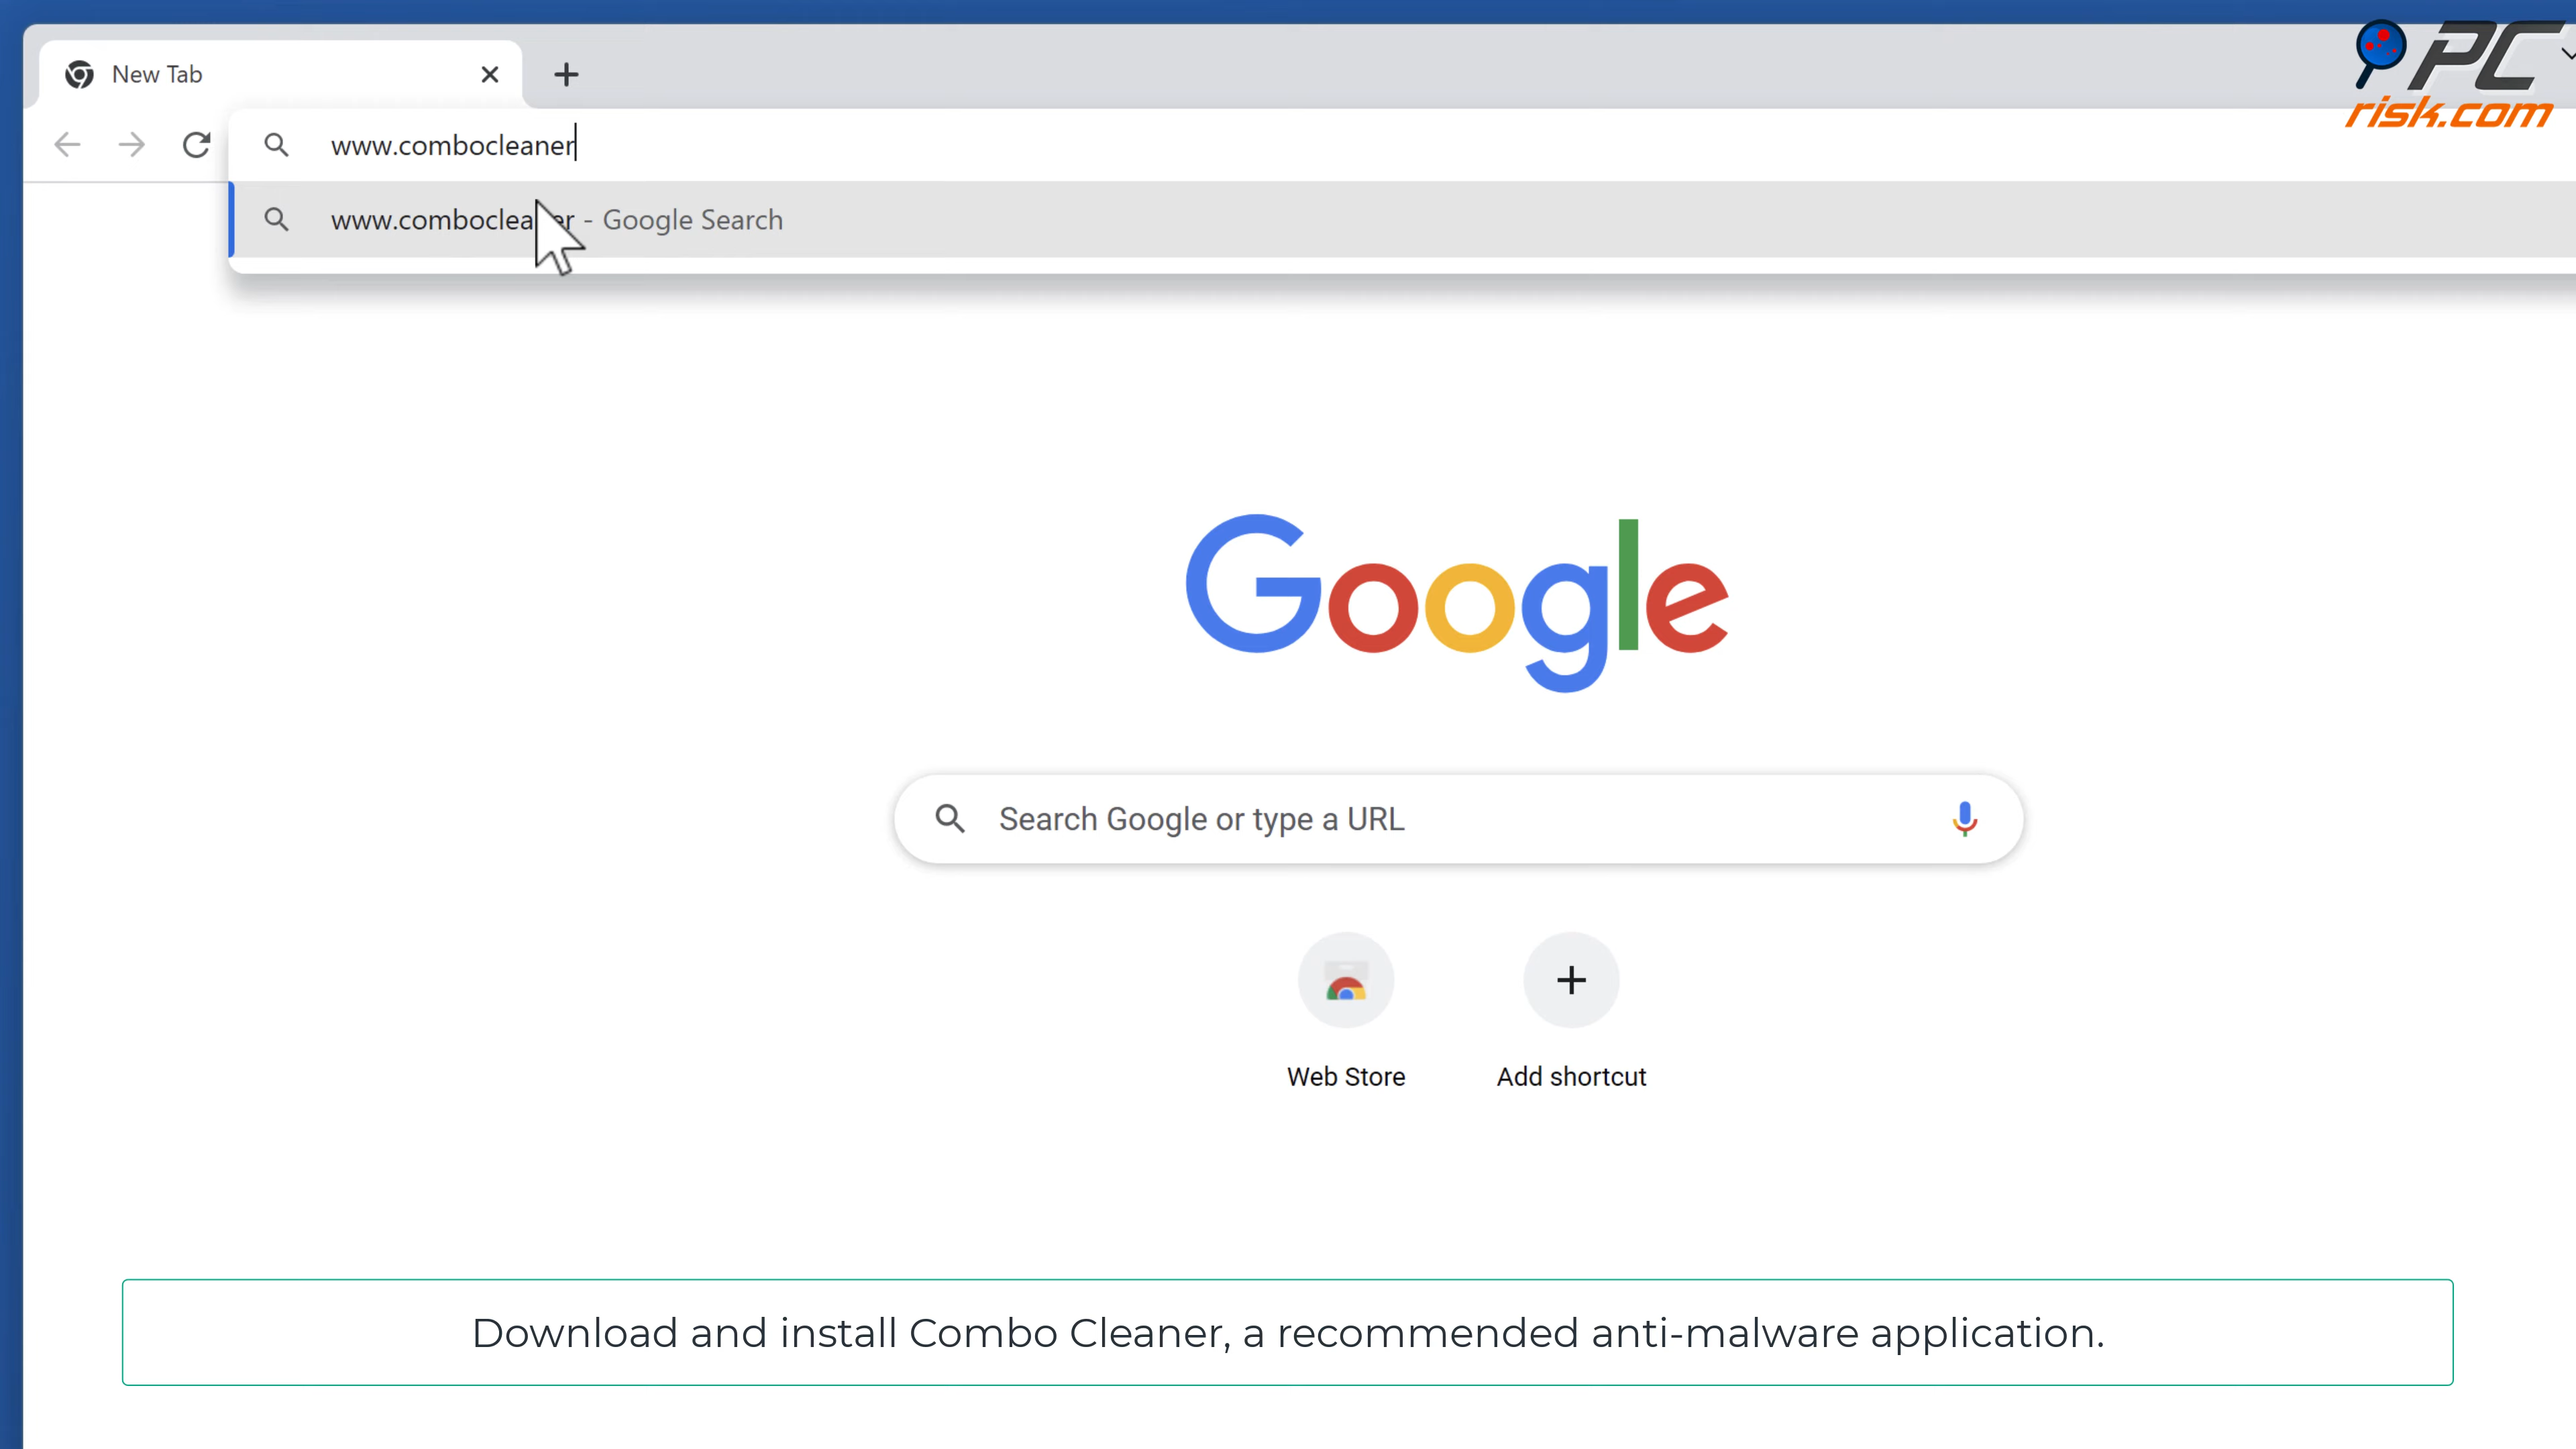 New Tab
PC
risk.com
www.combocleaner
www.combocleaner - Google Search
Google
Search Google or type a URL
Web Store
Add shortcut
Download and install Combo Cleaner, a recommended anti-malware application.